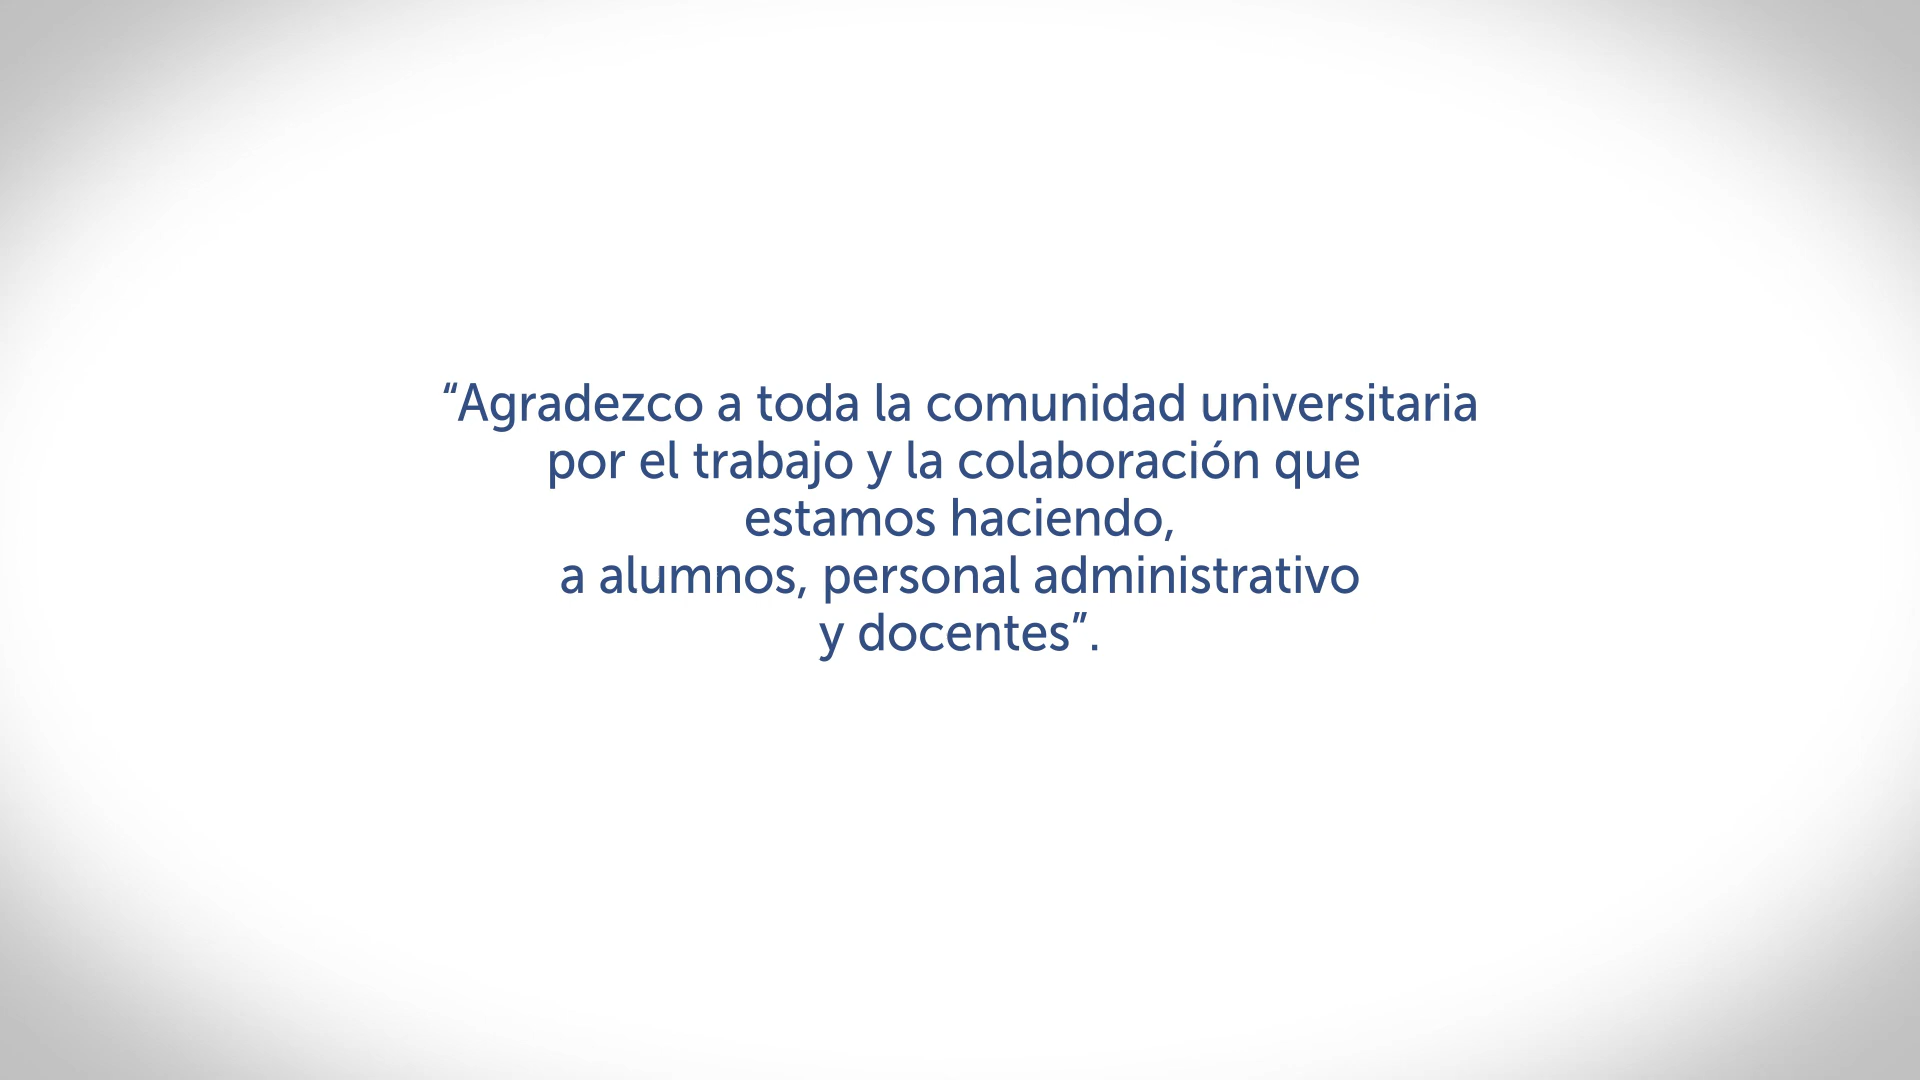 “Agradezco a toda la comunidad universitaria
por el trabajo y la colaboración que
estamos haciendo,
a alumnos, personal administrativo
y docentes”.